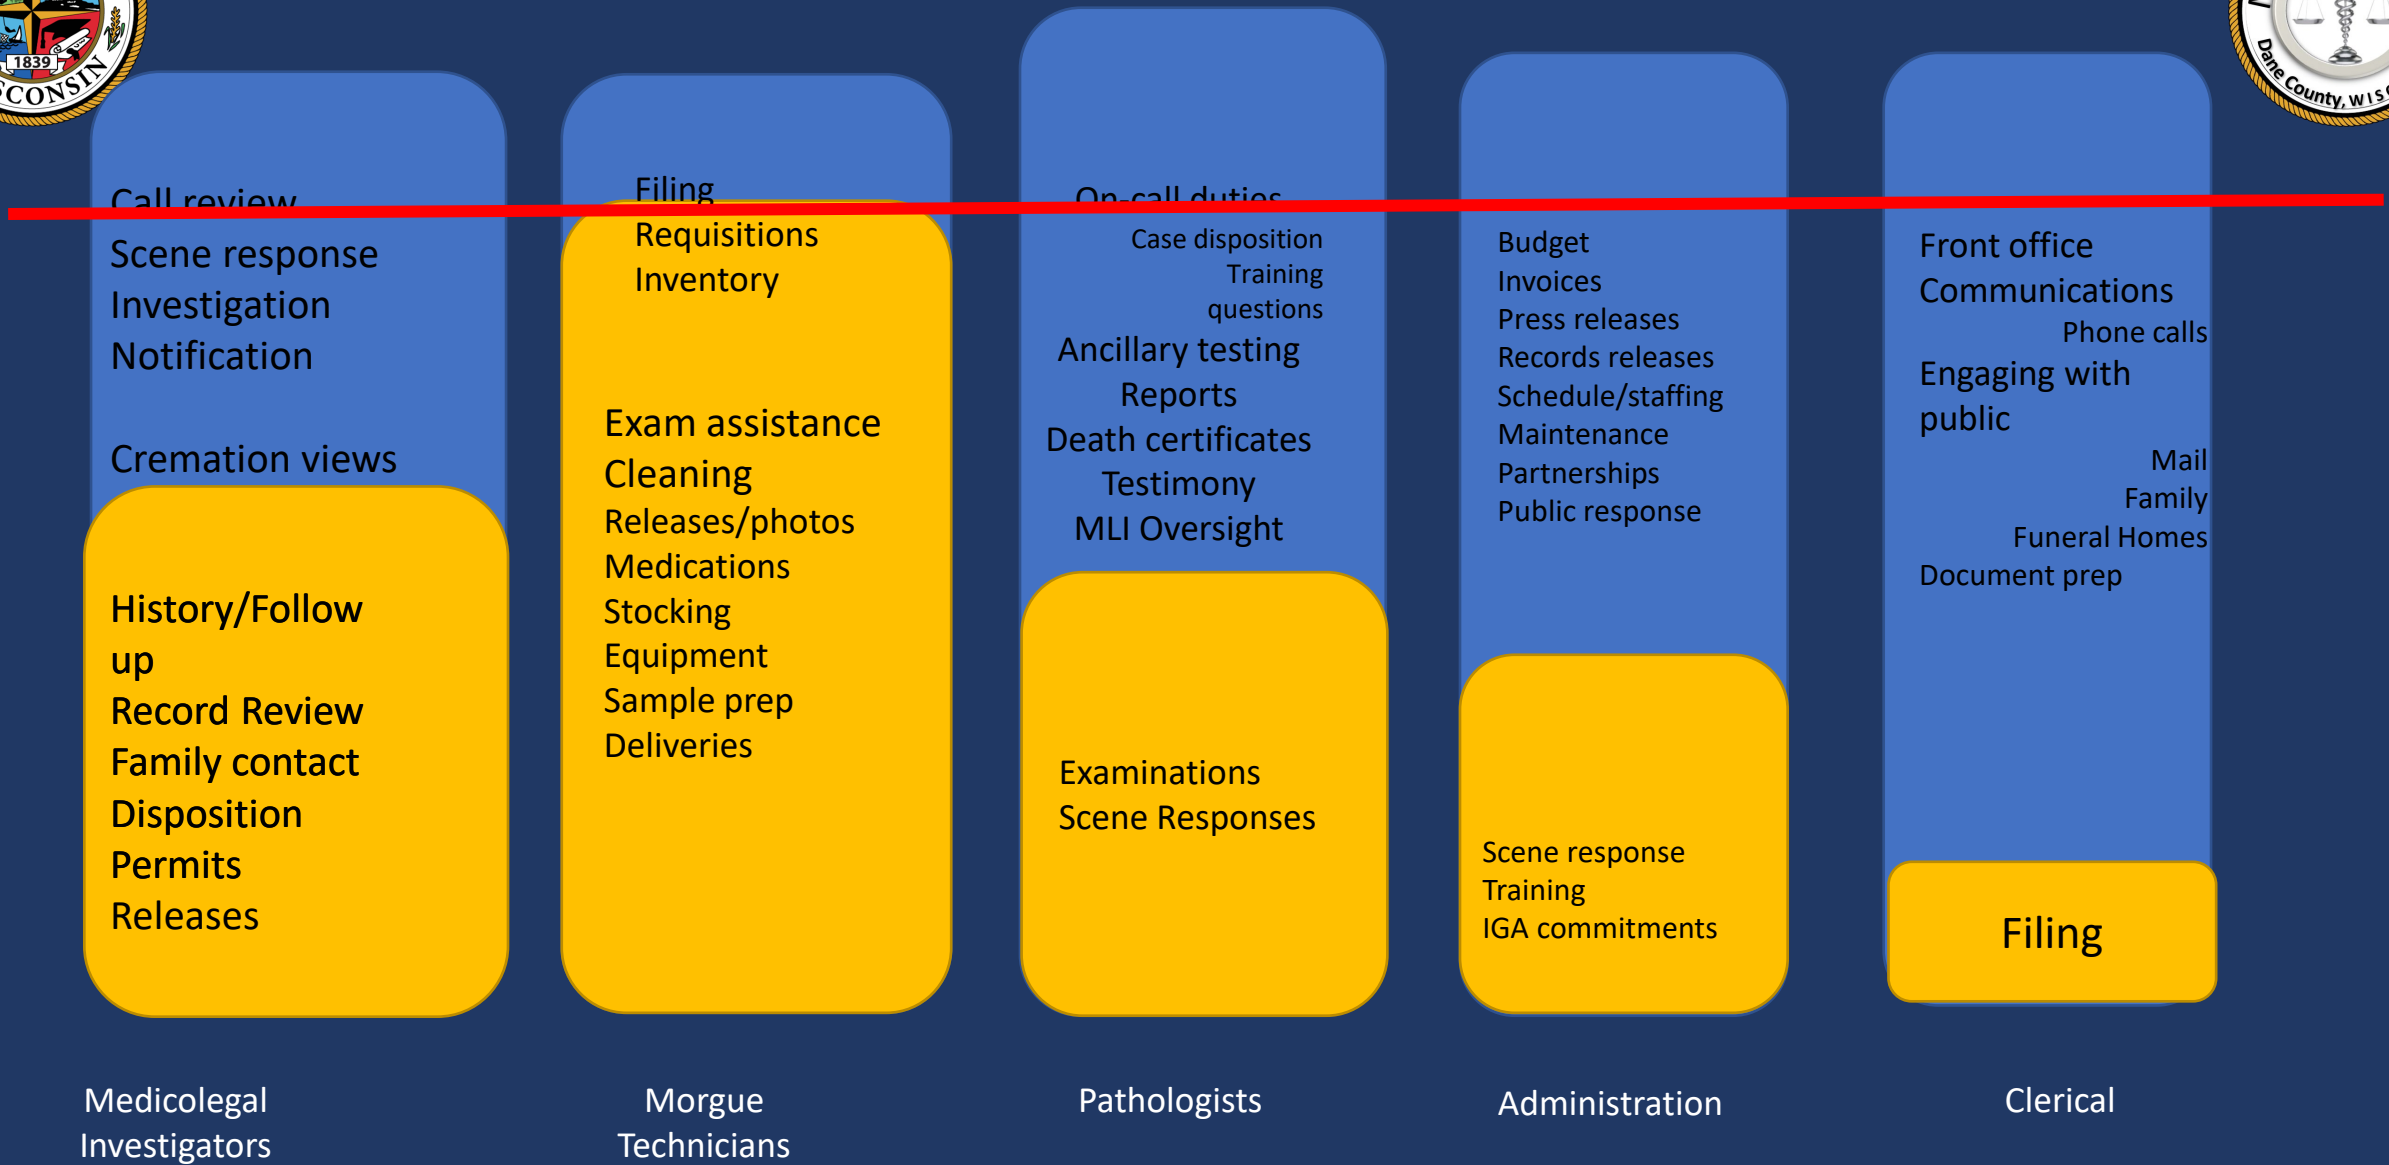 1839
Dane County, WIS
Call review
Scene response
Investigation
Notification
Cremation views
History/Follow
up
Record Review
Family contact
Disposition
Permits
Releases
Medicolegal
Investigators
Filing
Requisitions
Inventory
Exam assistance
Cleaning
Releases/photos
Medications
Stocking
Equipment
Sample prep
Deliveries
Morgue
Technicians
On-call duties
Case disposition
Training
questions
Ancillary testing
Reports
Death certificates
Testimony
MLI Oversight
Examinations
Scene Responses
Pathologists
Budget
Invoices
Press releases
Records releases
Schedule/staffing
Maintenance
Partnerships
Public response
Scene response
Training
IGA commitments
Administration
Front office
Communications
Phone calls
Engaging with
public
Mail
Family
Funeral Homes
Document prep
Filing
Clerical